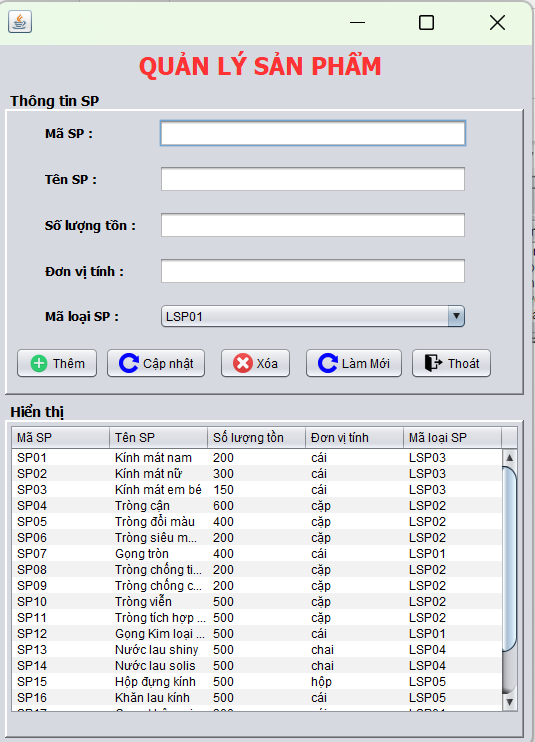 QUẢN LÝ SẢN PHẨM
Thông tin SP
Mã SP :
Tên SP :
Số lượng tồn :
Đơn vị tính :
Mã loại SP : LSP01
Thêm Cập nhật Xóa Làm Mới Thoát
Hiển thị
Mã SP Tên SP Số lượng tồn Đơn vị tính Mã loại SP
SP01 Kính mát nam 200 cái LSP03
SP02 Kính mát nữ 300 cái LSP03
SP03 Kính mát em bé 150 cái LSP03
SP04 Tròng cận 600 cặp LSP02
SP05 Tròng đổi màu 400 cặp LSP02
SP06 Tròng siêu m... 200 cặp LSP02
SP07 Gọng tròn 400 cái LSP01
SP08 Tròng chống ti... 200 cặp LSP02
SP09 Tròng chống c... 200 cặp LSP02
SP10 Tròng viễn 500 cặp LSP02
SP11 Tròng tích hợp ... 500 cặp LSP02
SP12 Gọng Kim loại ... 500 cái LSP01
SP13 Nước lau shiny 500 chai LSP04
SP14 Nước lau solis 500 chai LSP04
SP15 Hộp đựng kính 500 hộp LSP05
SP16 Khăn lau kính 500 cái LSP05